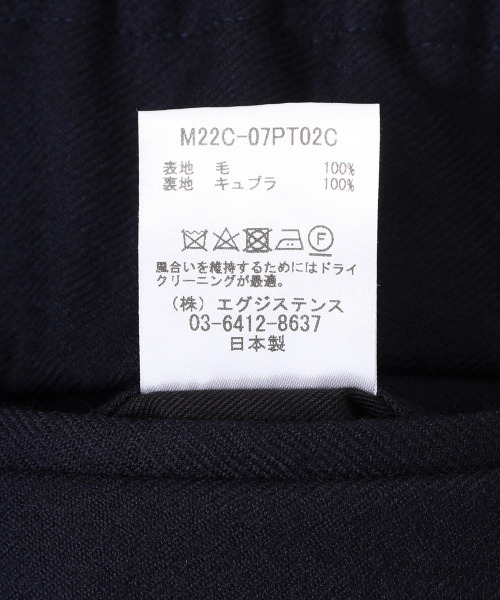 M22C-07PT02C
表地 毛 100%
裏地 キュプラ 100%
F
風合いを維持するためにはドライ
クリーニングが最適。
(株) エグジステンス
03-6412-8637
日本製